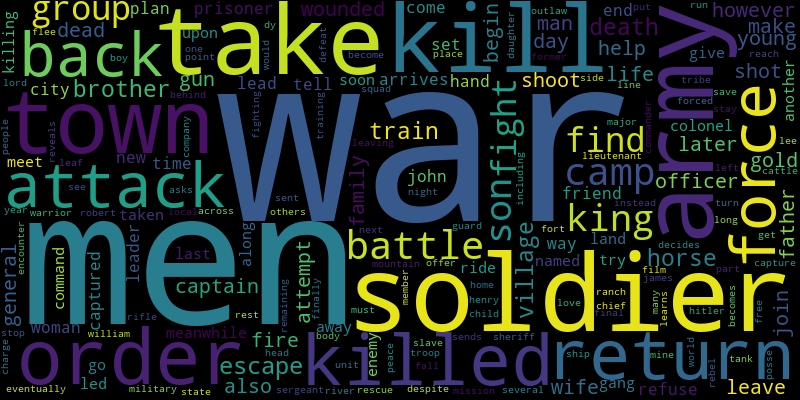 group
plan
prisoner
wounded
come
end
outlaw
put
run
reach
killing
flee
dead
back
take
kill
upon
dy
would
begin
man
death
however
make
young
army
lord
boy
one
point
become
set
day
daughter
place
former
tribe
city
brother
gun
soon
arrives
defeat
help
life
shot
give
another
behind
lead
tell
hand
shoot
side
forced
save
town
war
men
fighting
squad
training
line
stay
people
company
train
sonfight
find
major
colonel
lee
reveals
meet
new
time
leaving
lieutenant
commander
later
force
gold
leaf
family
john
camp
officer
cattle
attack
see
asks
night
including
friend
instead
left
turn
father
year
warrior
robert
taken
local
across
sent
others
king
long
encounter
leader
along
next
guard
fort
land
decides
get
last
battle
way
horse
general
command
captured
captain
attempt
mountain
offer
ride
village
named
try
film
part
capture
soldier
finally
member
home
henry
child
ranch
chief
james
join
woman
rifle
rest
remaining
must
love
final
many
learns
becomes
free
hitler
stop
william
meanwhile
fire
away
enemy
peace
slave
sends
sheriff
ship
mine
world
rebel
tank
posse
charge
order
go
led
escape
head
body
killed
troop
return
also
unit
fall
wife
gang
refuse
leave
eventually
military
state
sergeant
river
rescue
despite
mission
several